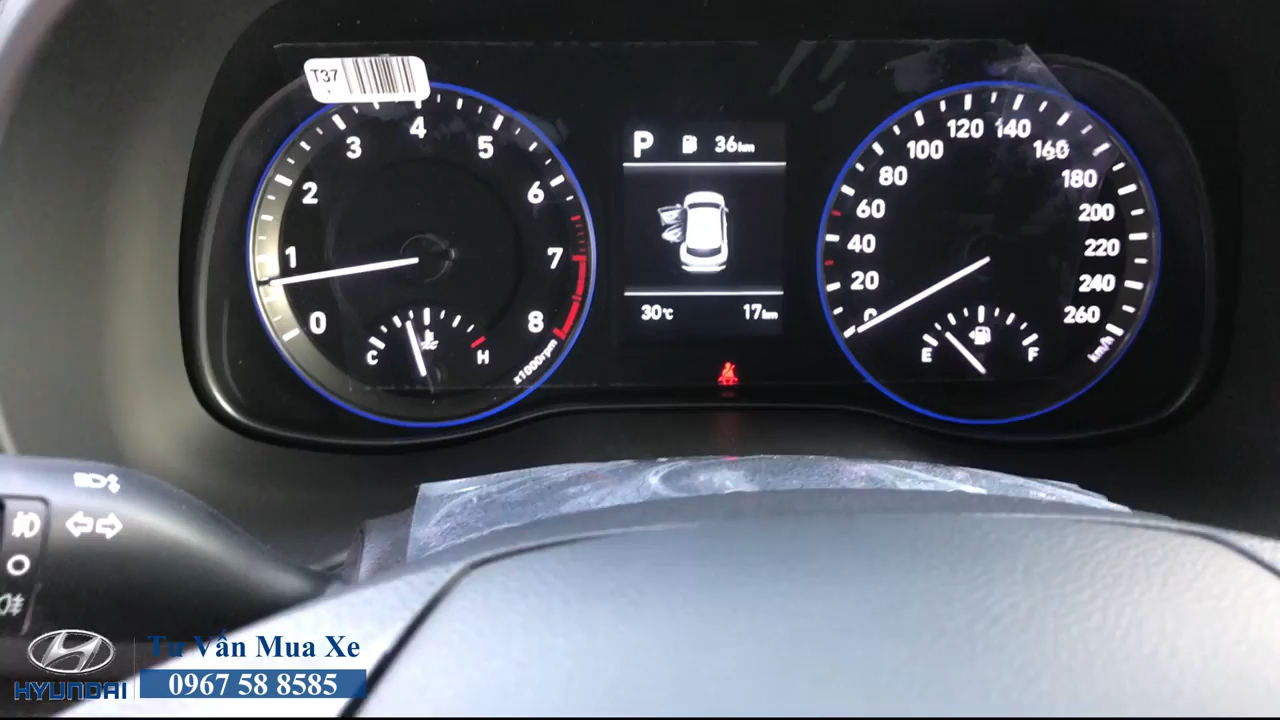 T37
0
1
2
3
4
5
6
7
8
x1000rpm
C
H
P
36km
30°C
17km
0
20
40
60
80
100
120
140
160
180
200
220
240
260
km/h
E
F
HYUNDAI
Tư Vấn Mua Xe
0967 58 8585